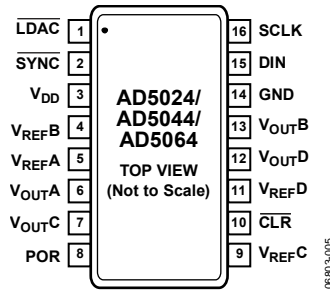 LDAC 1
SYNC 2
VDD 3
VREFB 4
VREFA 5
VOUTA 6
VOUTC 7
POR 8
AD5024/
AD5044/
AD5064
TOP VIEW
(Not to Scale)
16 SCLK
15 DIN
14 GND
13 VOUTB
12 VOUTD
11 VREFD
10 CLR
9 VREFC
06803-005